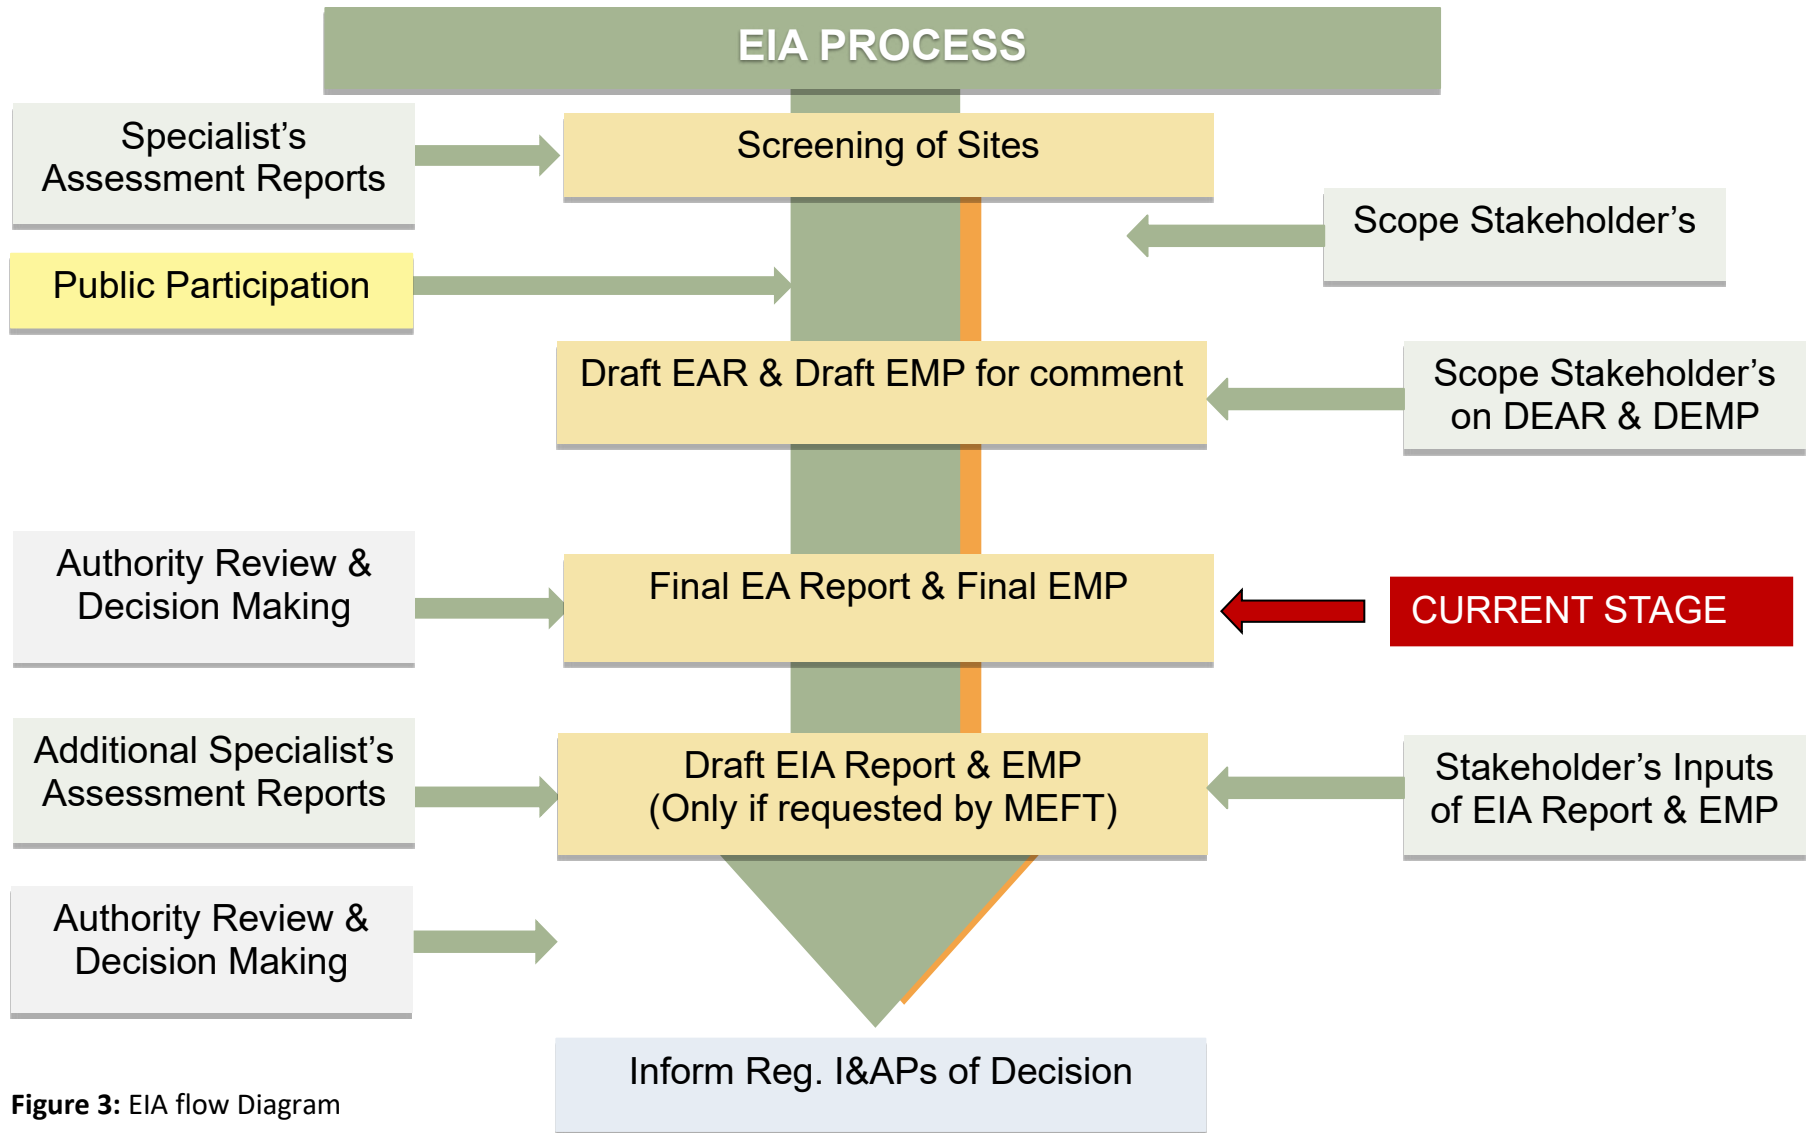 EIA PROCESS
Specialist’s
Assessment Reports
Screening of Sites
Scope Stakeholder’s
Public Participation
Draft EAR & Draft EMP for comment
Scope Stakeholder’s
on DEAR & DEMP
Authority Review &
Decision Making
Final EA Report & Final EMP
CURRENT STAGE
Additional Specialist’s
Assessment Reports
Draft EIA Report & EMP
(Only if requested by MEFT)
Stakeholder’s Inputs
of EIA Report & EMP
Authority Review &
Decision Making
Inform Reg. I&APs of Decision
Figure 3: EIA flow Diagram